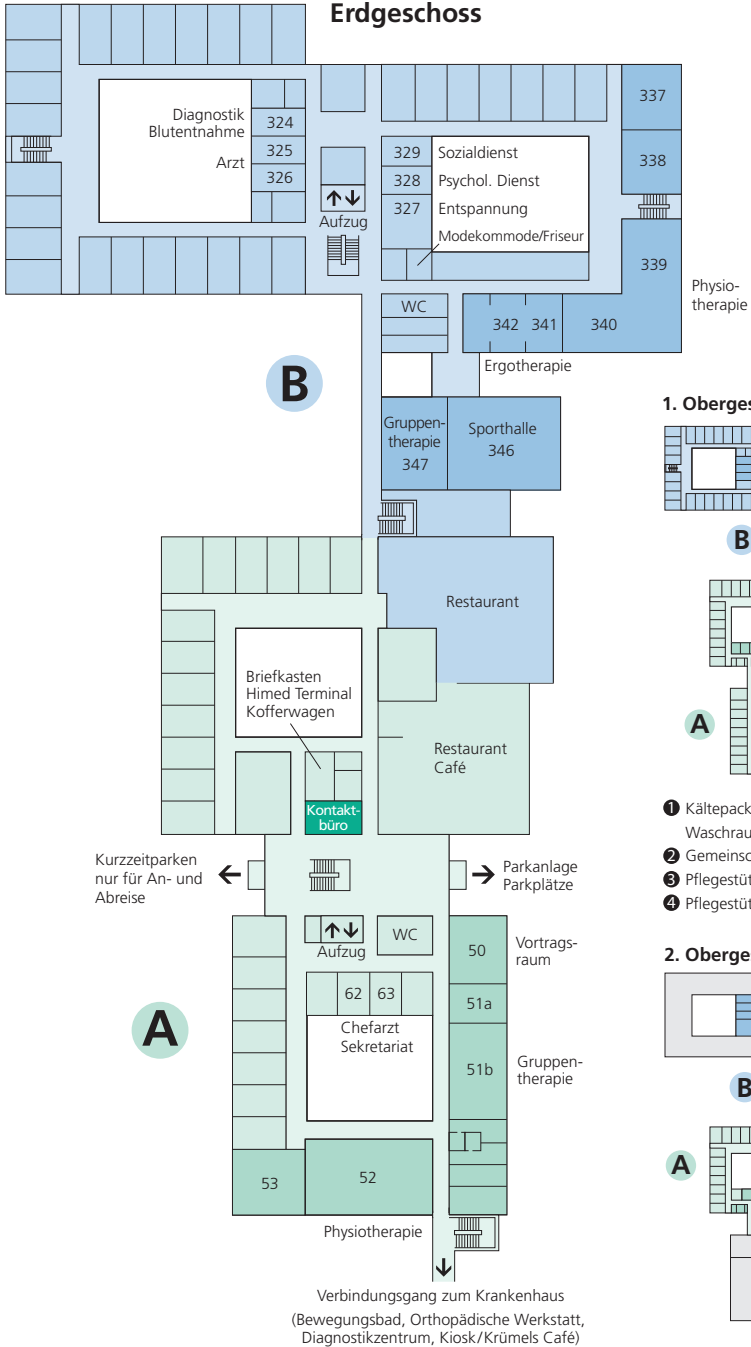 Erdgeschoss
Diagnostik
Blutentnahme
Arzt
324
325
326
Aufzug
329 Sozialdienst
328 Psychol. Dienst
327 Entspannung
Modekommode/Friseur
337
338
339
Physio-
therapie
WC
342 341 340
Ergotherapie
B
Gruppen-
therapie
347
Sporthalle
346
Restaurant
Briefkasten
Himed Terminal
Kofferwagen
Restaurant
Café
Kontakt-
büro
Kurzzeitparken
nur für An- und
Abreise
Parkanlage
Parkplätze
Aufzug
WC
50
Vortrags-
raum
51a
51b
Gruppen-
therapie
62 63
Chefarzt
Sekretariat
A
53
52
Physiotherapie
Verbindungsgang zum Krankenhaus
(Bewegungsbad, Orthopädische Werkstatt,
Diagnostikzentrum, Kiosk/Krümels Café)
1. Oberges
B
A
1 Kältepack
Waschrau
2 Gemeinsc
3 Pflegestüt
4 Pflegestüt
2. Oberge
B
A